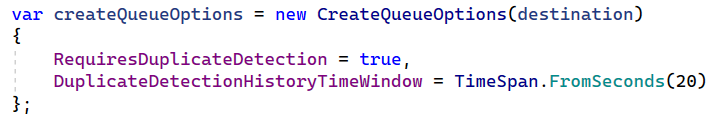 var createQueueOptions = new CreateQueueOptions(destination)
{
    RequiresDuplicateDetection = true,
    DuplicateDetectionHistoryTimeWindow = TimeSpan.FromSeconds(20)
};